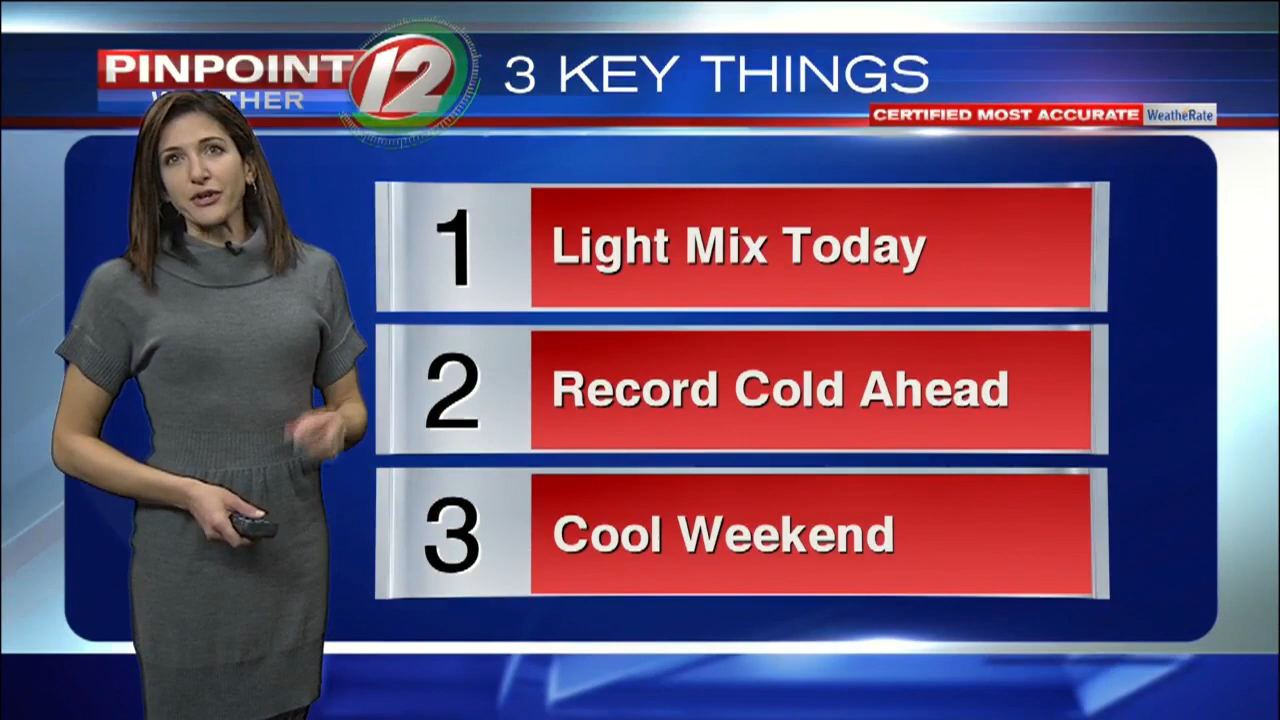 PINPOINT 12
WEATHER
3 KEY THINGS
CERTIFIED MOST ACCURATE WeatheRate
1 Light Mix Today
2 Record Cold Ahead
3 Cool Weekend